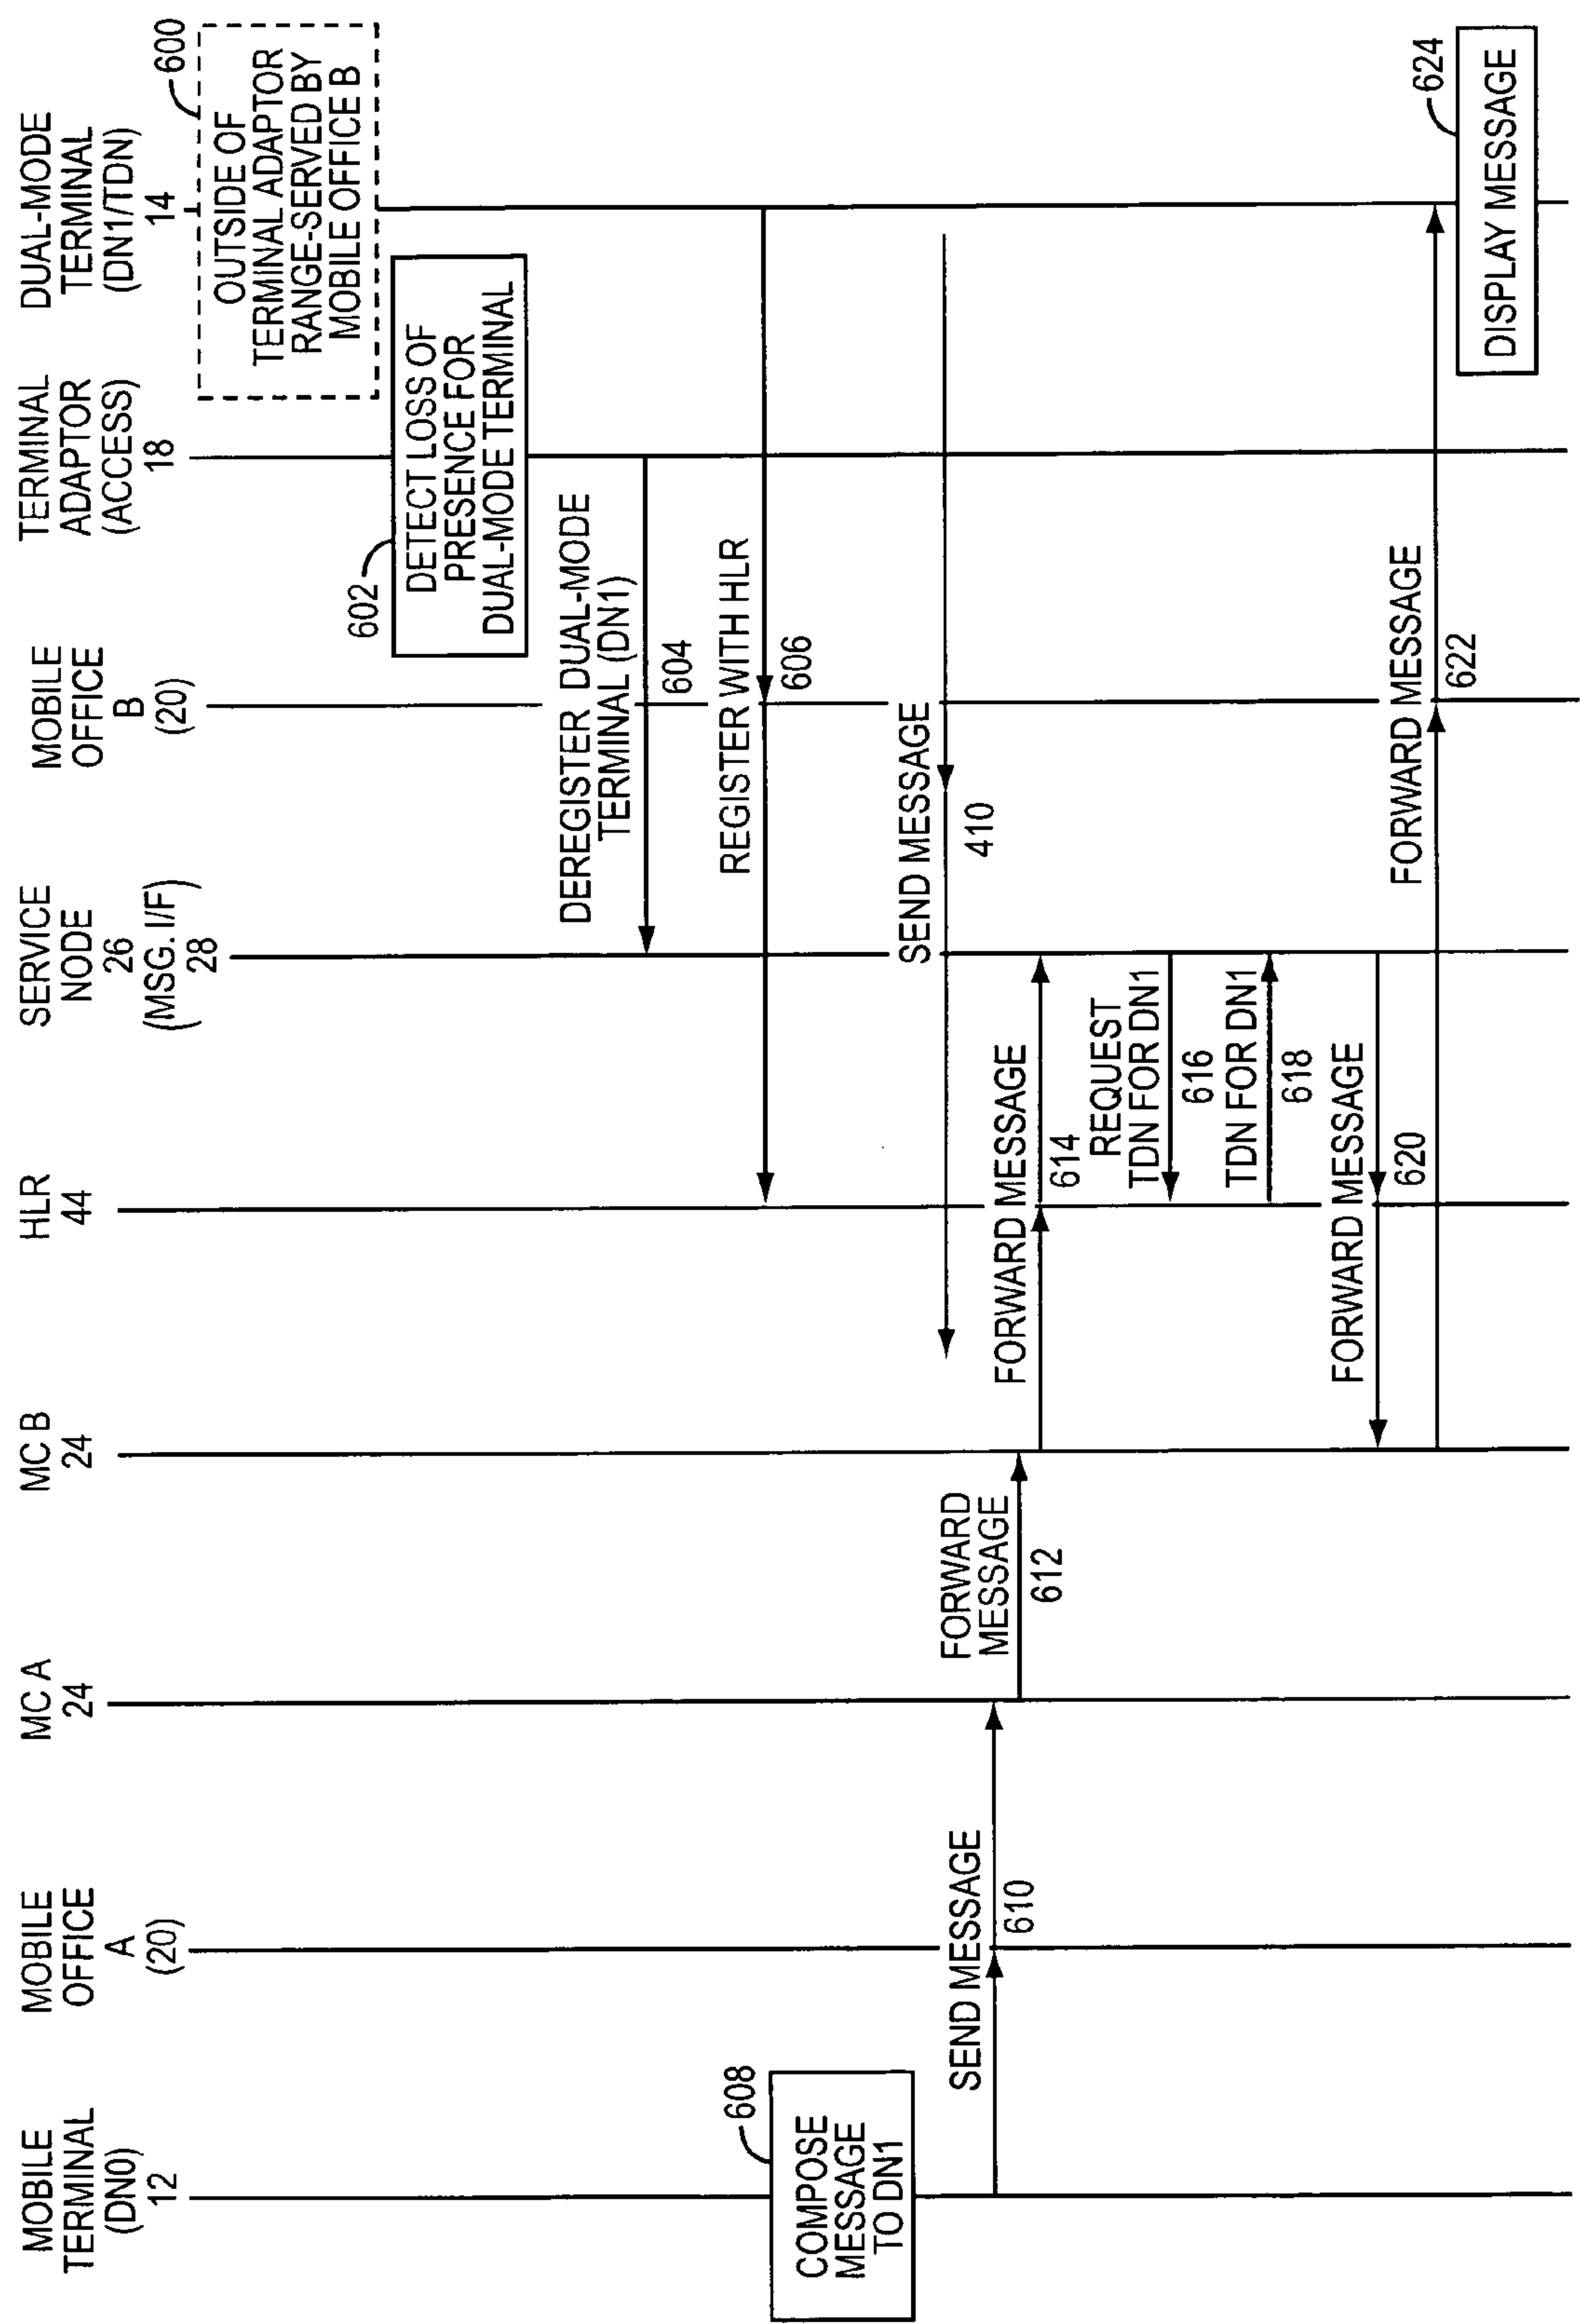 MOBILE
TERMINAL
(DN0)
12
MOBILE
OFFICE
A
(20)
MC A
24
MC B
24
HLR
44
SERVICE
NODE
26
(MSG. I/F)
28
MOBILE
OFFICE
B
(20)
TERMINAL
ADAPTOR
(ACCESS)
18
DUAL-MODE
TERMINAL
(DN1/TDN)
14
600
OUTSIDE OF
TERMINAL ADAPTOR
RANGE-SERVED BY
MOBILE OFFICE B
602
DETECT LOSS OF
PRESENCE FOR
DUAL-MODE TERMINAL
DEREGISTER DUAL-MODE
TERMINAL (DN1)
604
REGISTER WITH HLR
606
608
COMPOSE
MESSAGE
TO DN1
SEND MESSAGE
410
SEND MESSAGE
610
FORWARD
MESSAGE
612
FORWARD MESSAGE
614
REQUEST
TDN FOR DN1
616
TDN FOR DN1
618
FORWARD MESSAGE
620
FORWARD MESSAGE
622
624
DISPLAY MESSAGE